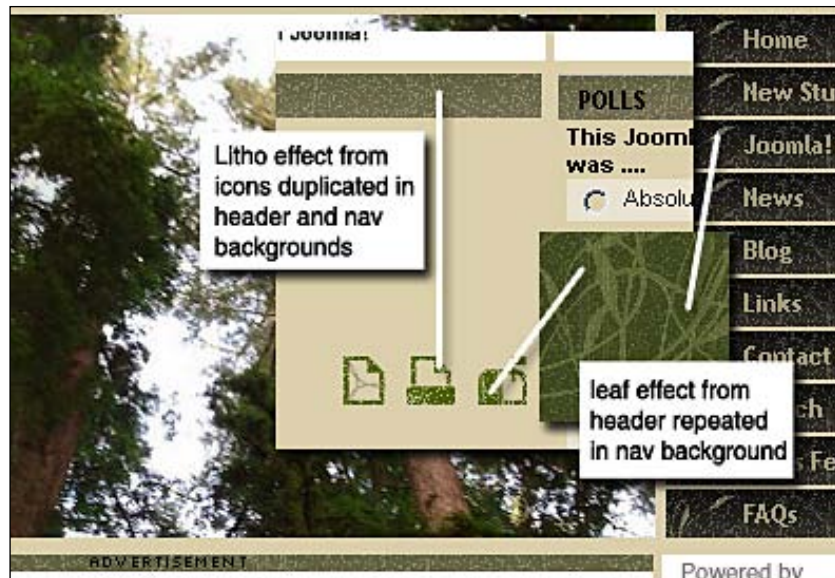 Joomla!
POLLS
This Joom
was ....
Absolu
Litho effect from
icons duplicated in
header and nav
backgrounds
leaf effect from
header repeated
in nav background
Home
New Stu
Joomla!
News
Blog
Links
Contact
ch
s Fe
FAQs
ADVERTISEMENT
Powered by